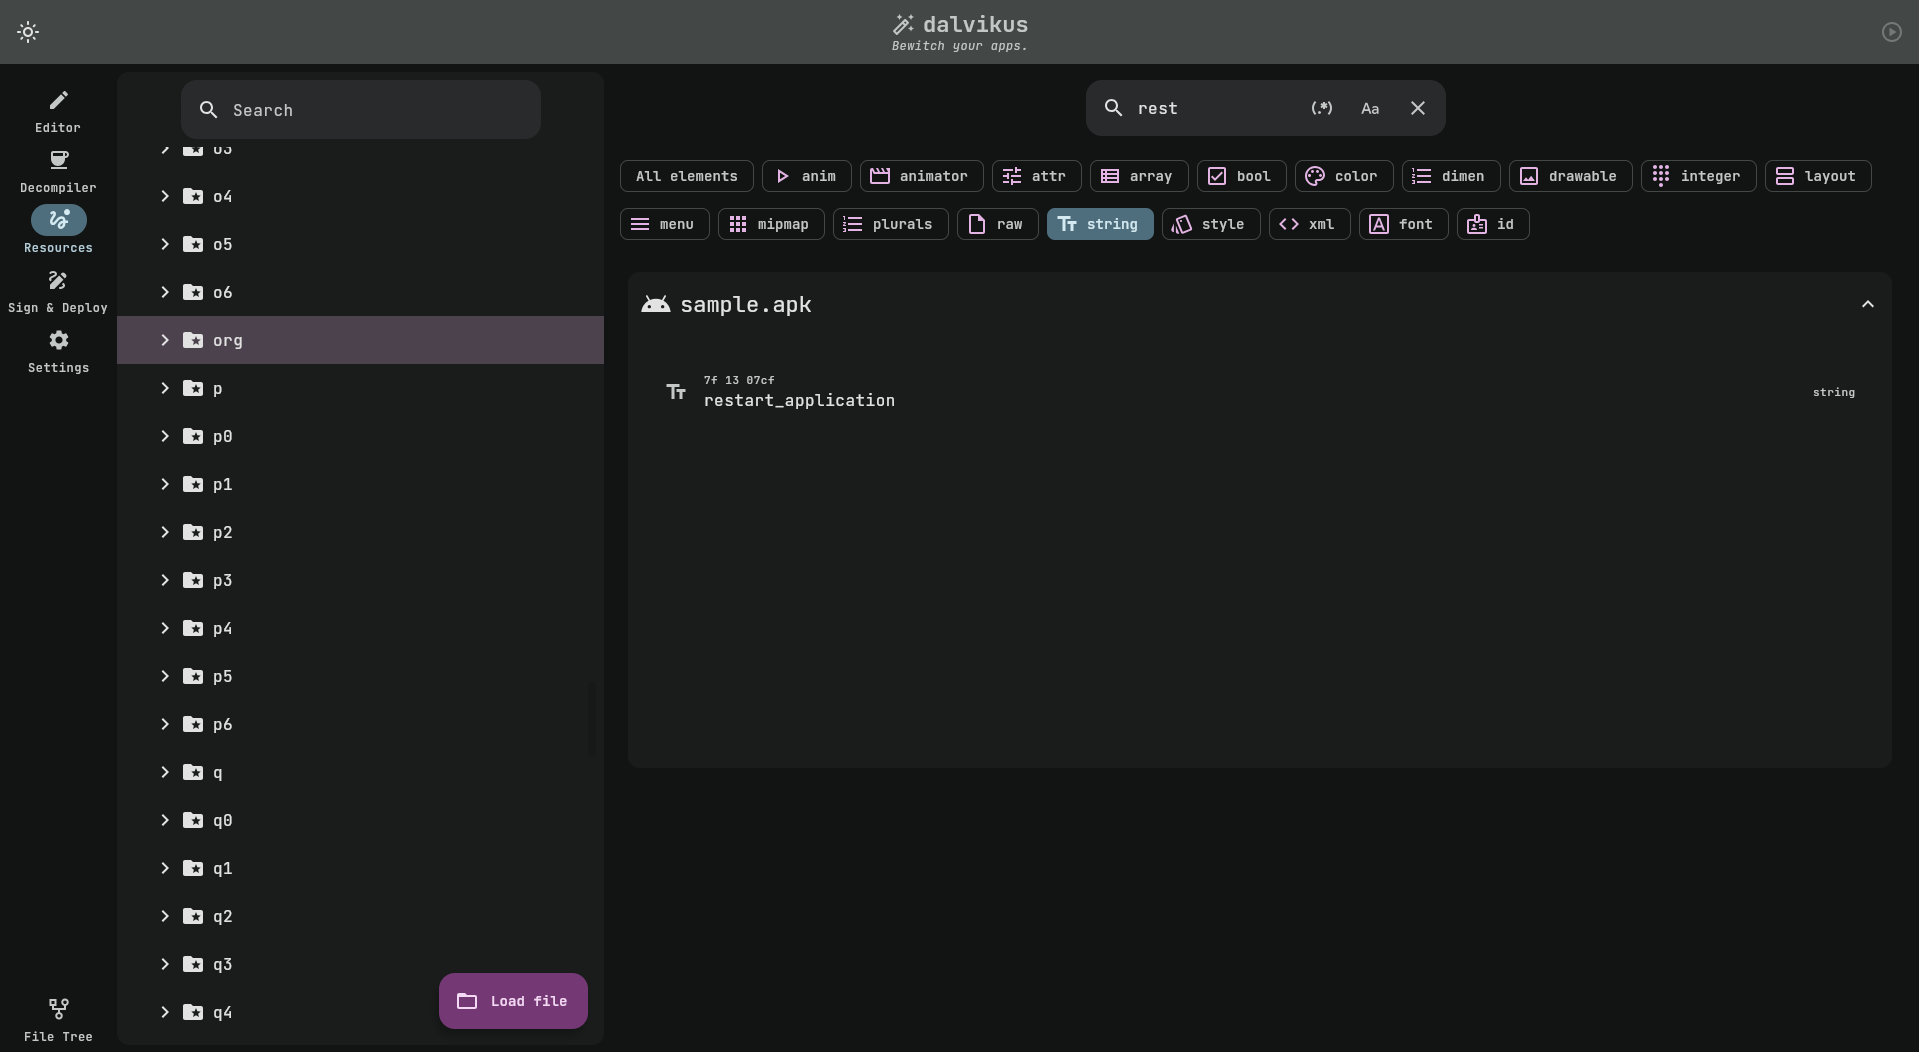 dalvikus
Bewitch your apps.
Editor
Decompiler
Resources
Sign & Deploy
Settings
File Tree
Search
o3
o4
o5
o6
org
p
p0
p1
p2
p3
p4
p5
p6
q
q0
q1
q2
q3
q4
Load file
rest (.*) Aa
All elements anim animator attr array bool color dimen drawable integer layout
menu mipmap plurals raw string style xml font id
sample.apk
7f 13 07cf
restart_application
string